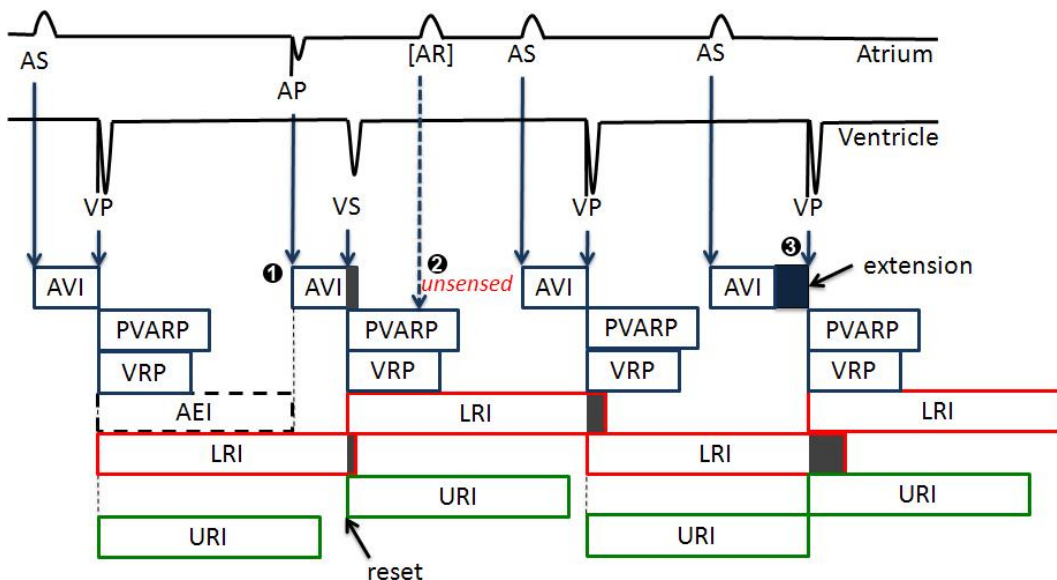 AS
AP
[AR]
AS
AS
Atrium
Ventricle
VP
VS
VP
VP
❶
❷
❸
unsensed
extension
AVI
AVI
AVI
AVI
PVARP
PVARP
PVARP
PVARP
VRP
VRP
VRP
VRP
AEI
LRI
LRI
LRI
LRI
URI
URI
URI
URI
reset